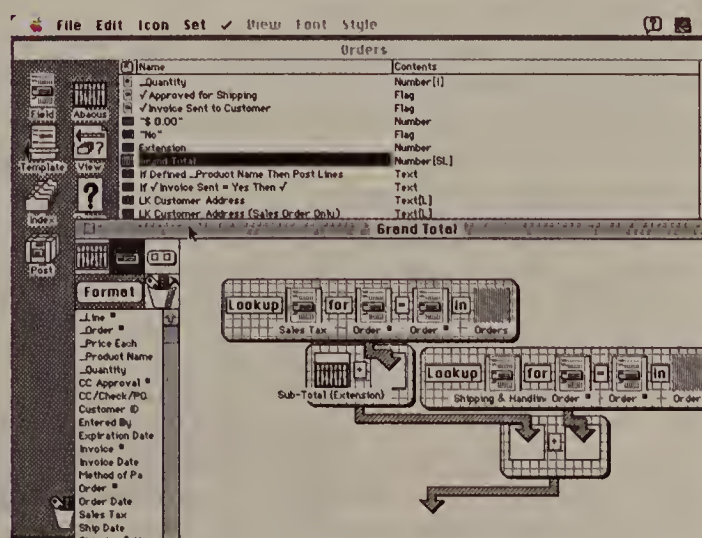 File Edit Icon Set ✓ View Font Style
Orders
Name Contents
_Quantity Number[I]
√Approved for Shipping Flag
√Invoice Sent to Customer Flag
"$ 0.00" Number
"No" Flag
Extension Number
Grand Total Number[SL]
If Defined _Product Name Then Post Lines Text
If √Invoice Sent = Yes Then √ Text
LK Customer Address Text[L]
LK Customer Address (Sales Order Only) Text[L]
Field Abacus
Template View
Index
Post
Grand Total
Format
_Line
_Order
_Price Each
_Product Name
_Quantity
CC Approval
CC/Check/PO
Customer ID
Entered By
Expiration Date
Invoice
Invoice Date
Method of Pa
Order
Order Date
Sales Tax
Ship Date
Lookup for = in
Sales Tax Order Order Orders
Sub-Total (Extension) +
Lookup for = in
Shipping & Handlin Order Order Order
+